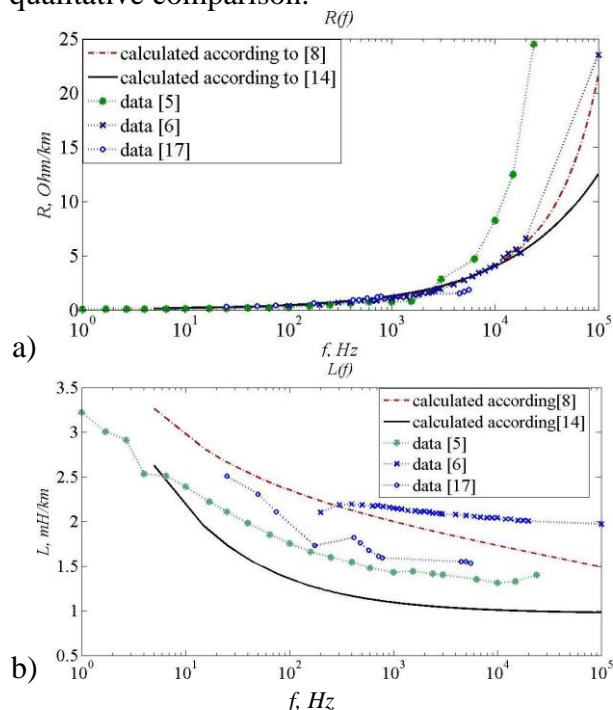 qualitative comparison.
R(f)
25
20
15
10
5
0
R, Ohm/km
calculated according to [8]
calculated according to [14]
data [5]
data [6]
data [17]
10^0 10^1 10^2 10^3 10^4 10^5
f, Hz
a)
L(f)
3.5
3
2.5
2
1.5
1
0.5
L, mH/km
calculated according[8]
calculated according[14]
data [5]
data [6]
data [17]
10^0 10^1 10^2 10^3 10^4 10^5
b)
f, Hz